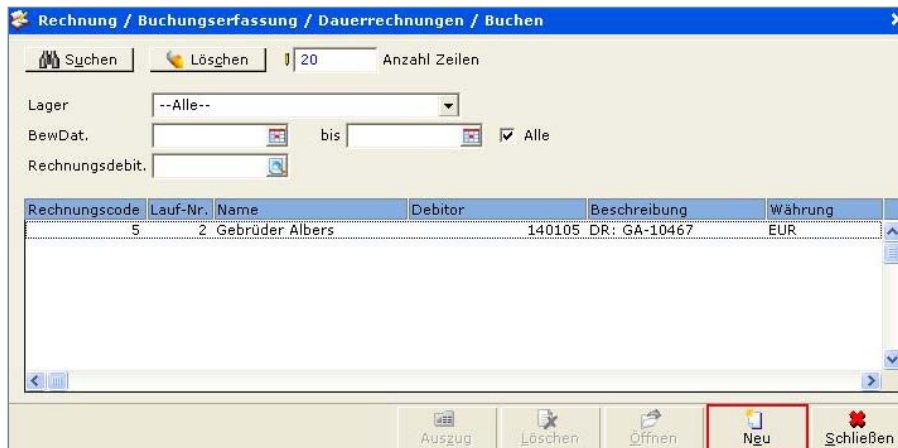 Rechnung / Buchungserfassung / Dauerrechnungen / Buchen
Suchen Löschen 20 Anzahl Zeilen
Lager --Alle--
BewDat. bis Alle
Rechnungsdebit.
Rechnungscode Lauf-Nr. Name Debitor Beschreibung Währung
5 2 Gebrüder Albers 140105 DR: GA-10467 EUR
Auszug Löschen Öffnen Neu Schließen